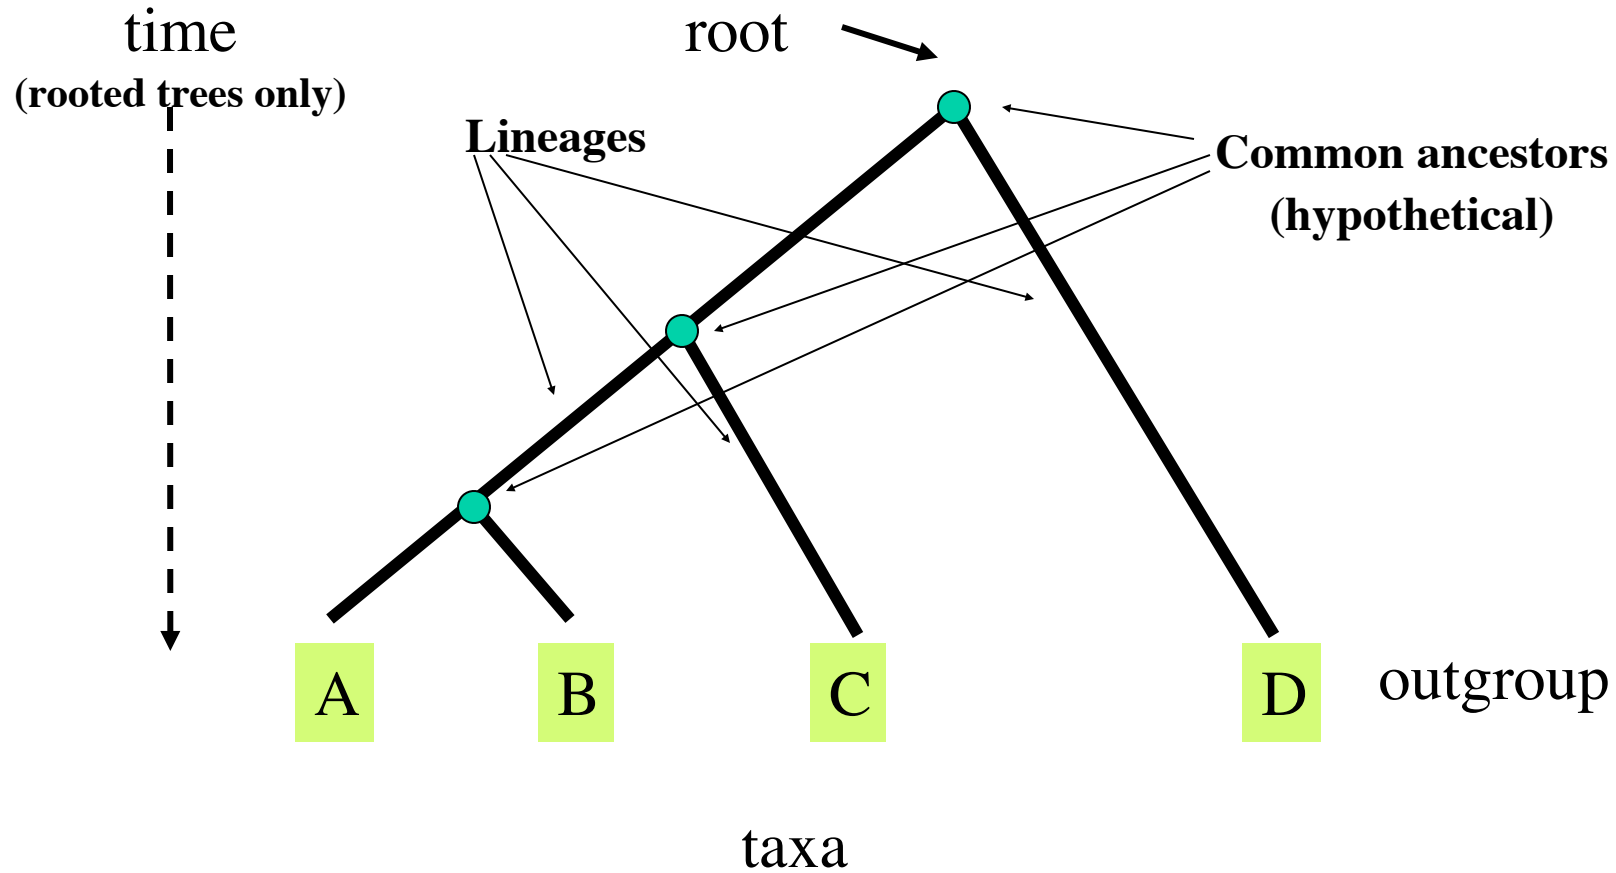 time
(rooted trees only)
root
Lineages
Common ancestors
(hypothetical)
A
B
C
D
outgroup
taxa